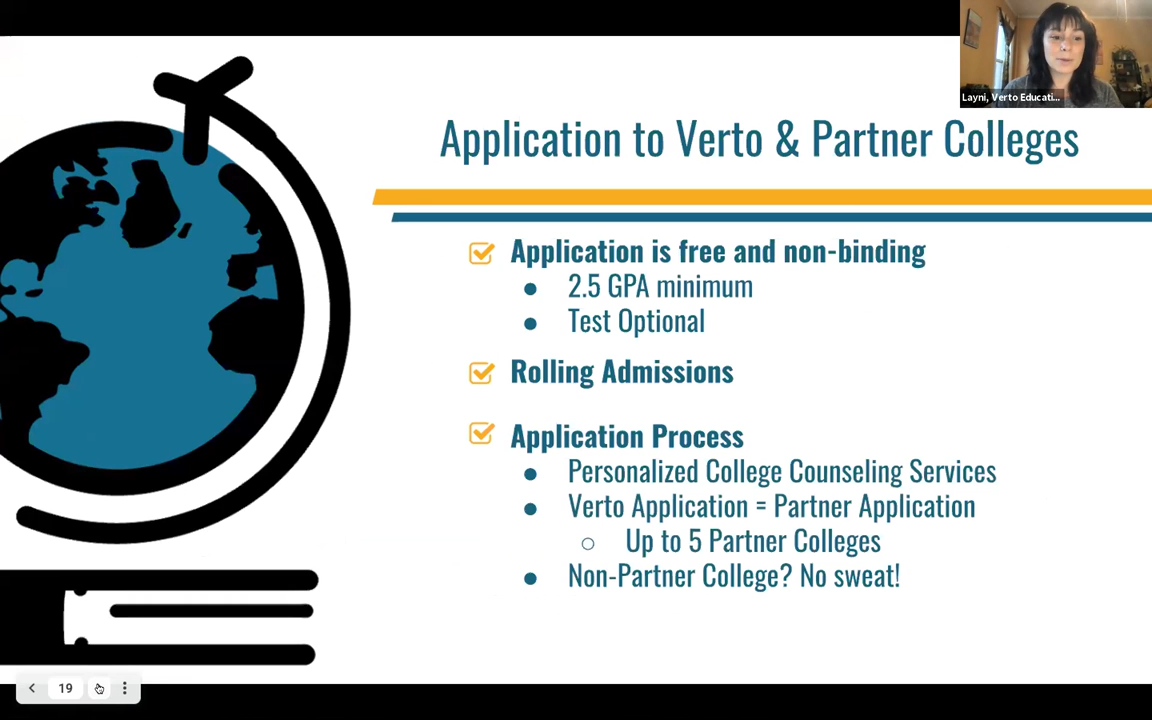 Layni, Verto Educati...
Application to Verto & Partner Colleges
Application is free and non-binding
● 2.5 GPA minimum
● Test Optional
Rolling Admissions
Application Process
● Personalized College Counseling Services
● Verto Application = Partner Application
○ Up to 5 Partner Colleges
● Non-Partner College? No sweat!
19